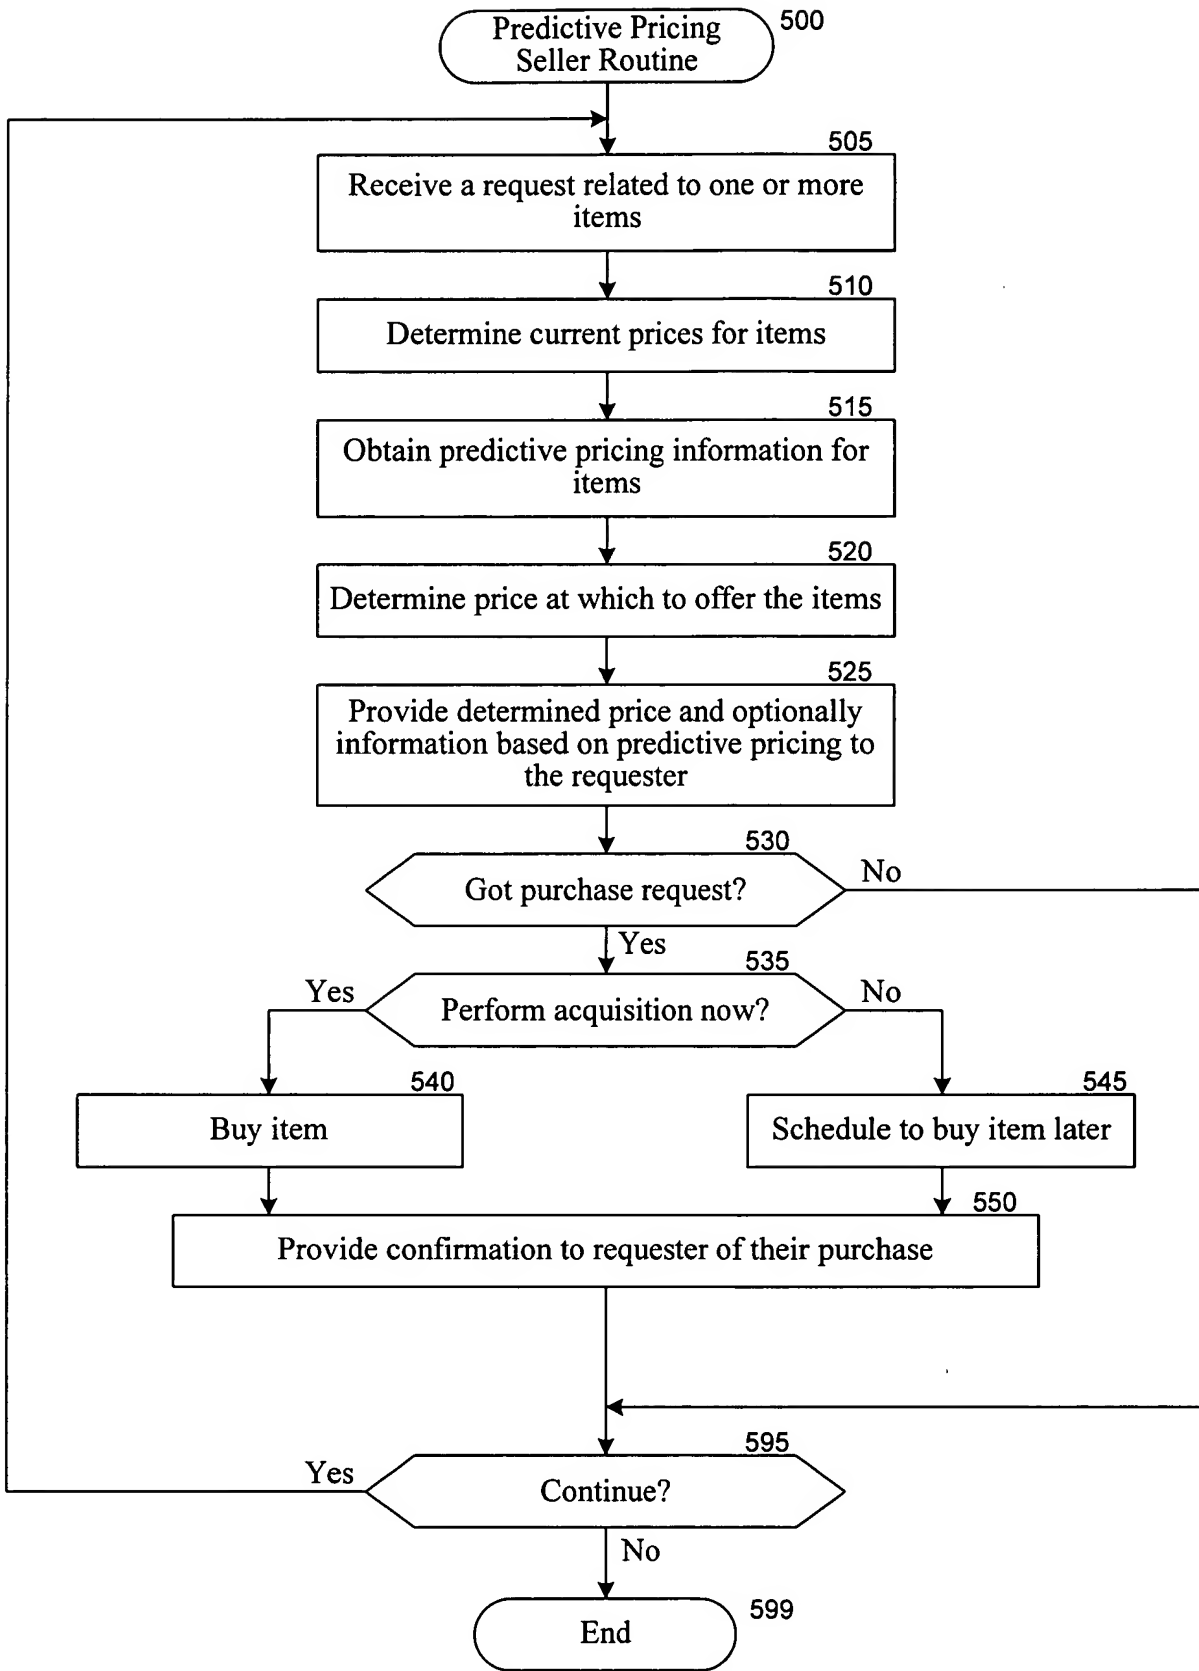 Predictive Pricing
Seller Routine
500
505
Receive a request related to one or more
items
510
Determine current prices for items
515
Obtain predictive pricing information for
items
520
Determine price at which to offer the items
525
Provide determined price and optionally
information based on predictive pricing to
the requester
530
Got purchase request?
No
Yes
535
Yes
Perform acquisition now?
No
540
Buy item
545
Schedule to buy item later
550
Provide confirmation to requester of their purchase
595
Yes
Continue?
No
599
End